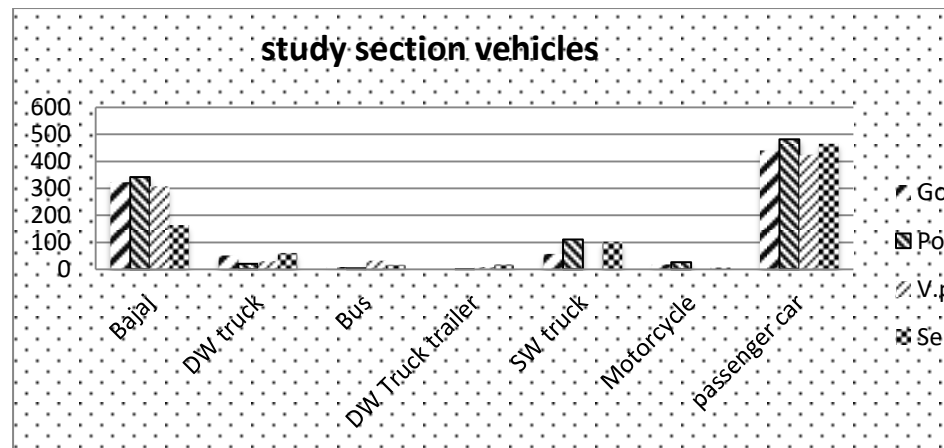 study section vehicles
600
500
400
300
200
100
0
Bajaj
DW truck
Bus
DW Truck trailer
SW truck
Motorcycle
passenger car
Go
Po
V.p
Se